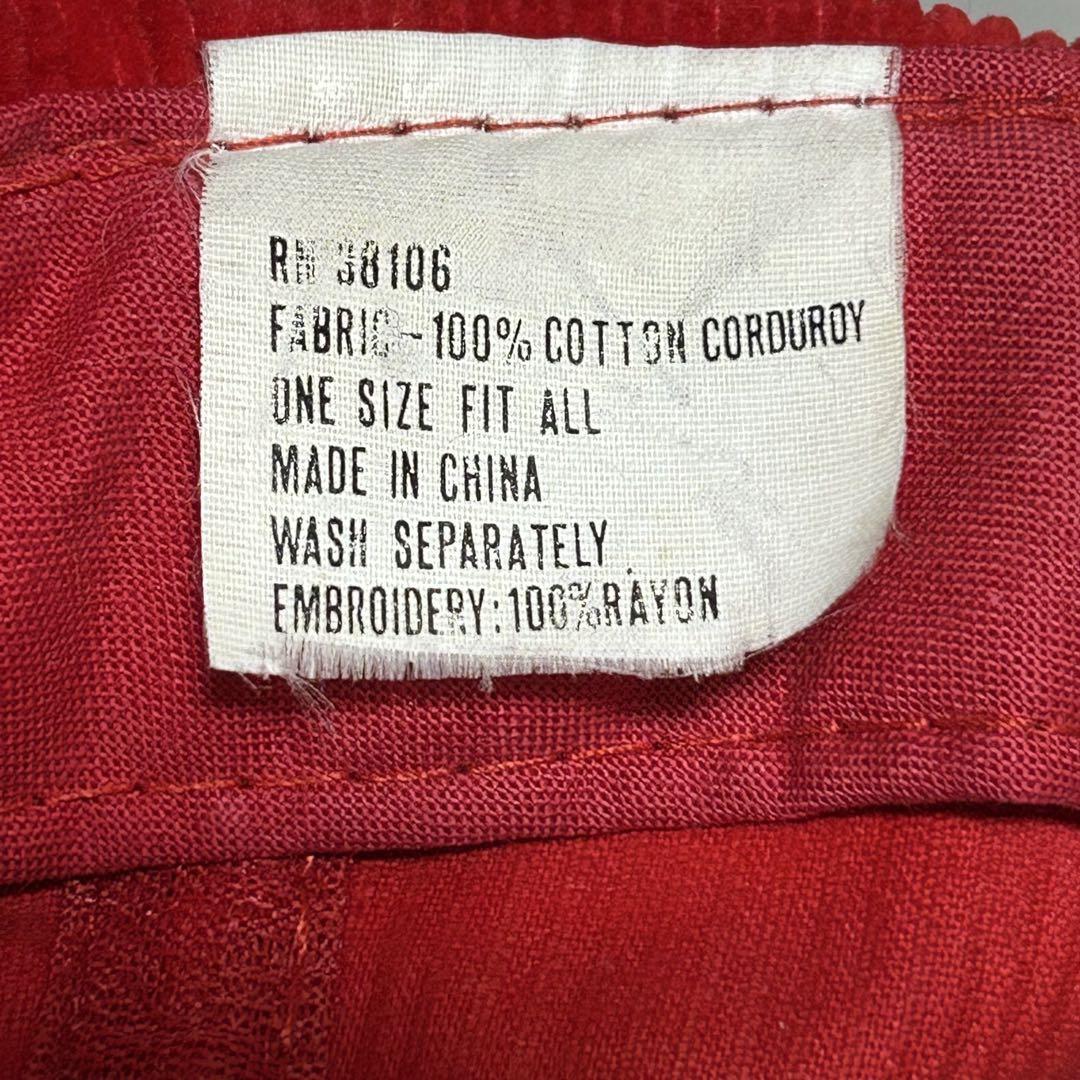 RN 38106
FABRIC-100% COTTON CORDUROY
ONE SIZE FIT ALL
MADE IN CHINA
WASH SEPARATELY
EMBROIDERY:100%RAYON